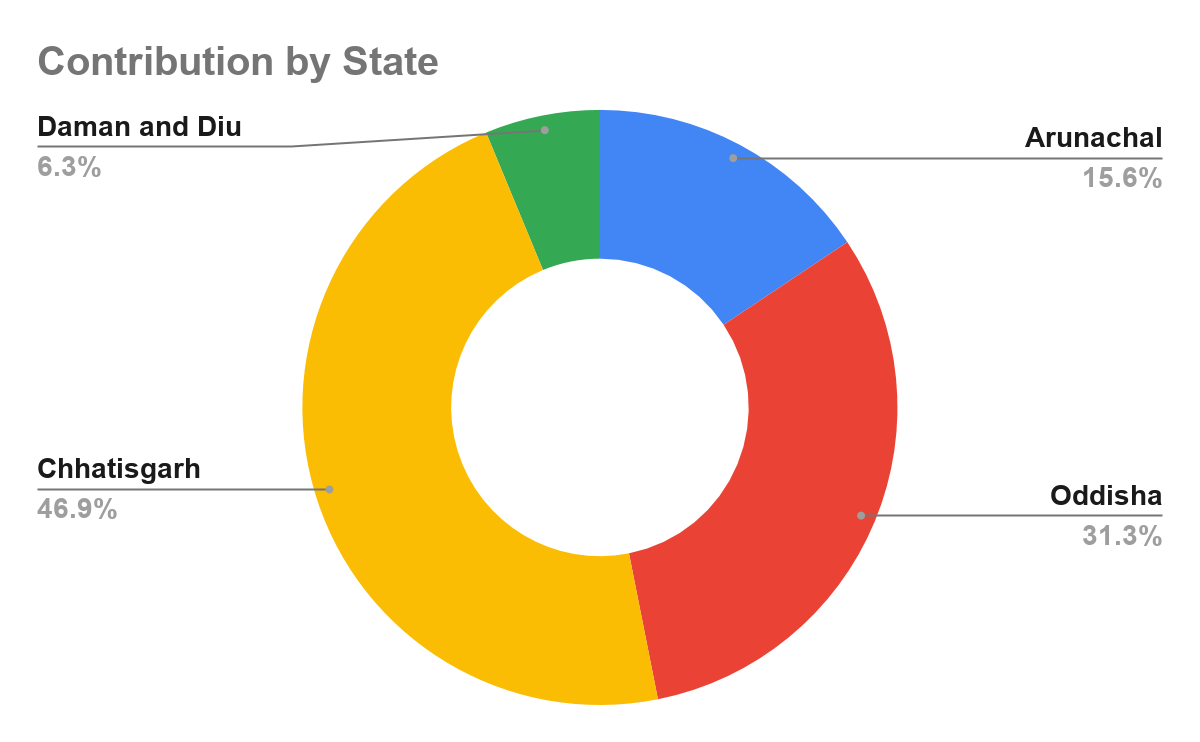 Contribution by State
Daman and Diu
6.3%
Arunachal
15.6%
Chhatisgarh
46.9%
Oddisha
31.3%